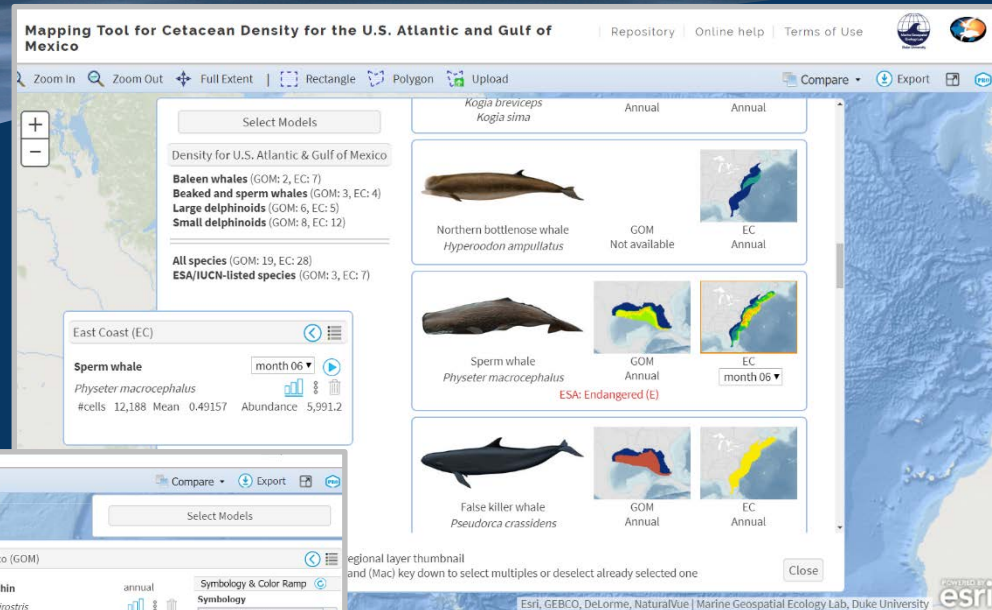 Mapping Tool for Cetacean Density for the U.S. Atlantic and Gulf of
Mexico
Repository | Online help | Terms of Use
Zoom In Zoom Out Full Extent | Rectangle Polygon Upload
Compare Export
Select Models
Density for U.S. Atlantic & Gulf of Mexico
Baleen whales (GOM: 2, EC: 7)
Beaked and sperm whales (GOM: 3, EC: 4)
Large delphinoids (GOM: 6, EC: 5)
Small delphinoids (GOM: 8, EC: 12)
All species (GOM: 19, EC: 28)
ESA/IUCN-listed species (GOM: 3, EC: 7)
Kogia breviceps
Kogia sima
Annual Annual
Northern bottlenose whale
Hyperoodon ampullatus
GOM
Not available
EC
Annual
Sperm whale
Physeter macrocephalus
GOM
Annual
EC
month 06
ESA: Endangered (E)
False killer whale
Pseudorca crassidens
GOM
Annual
EC
Annual
East Coast (EC)
Sperm whale month 06
Physeter macrocephalus
#cells 12,188 Mean 0.49157 Abundance 5,991.2
Compare Export
Select Models
(GOM)
annual
Symbology & Color Ramp
Symbology
egional layer thumbnail
and (Mac) key down to select multiples or deselect already selected one
Close
POWERED BY
esri
Esri, GEBCO, DeLorme, NaturalVue | Marine Geospatial Ecology Lab, Duke University